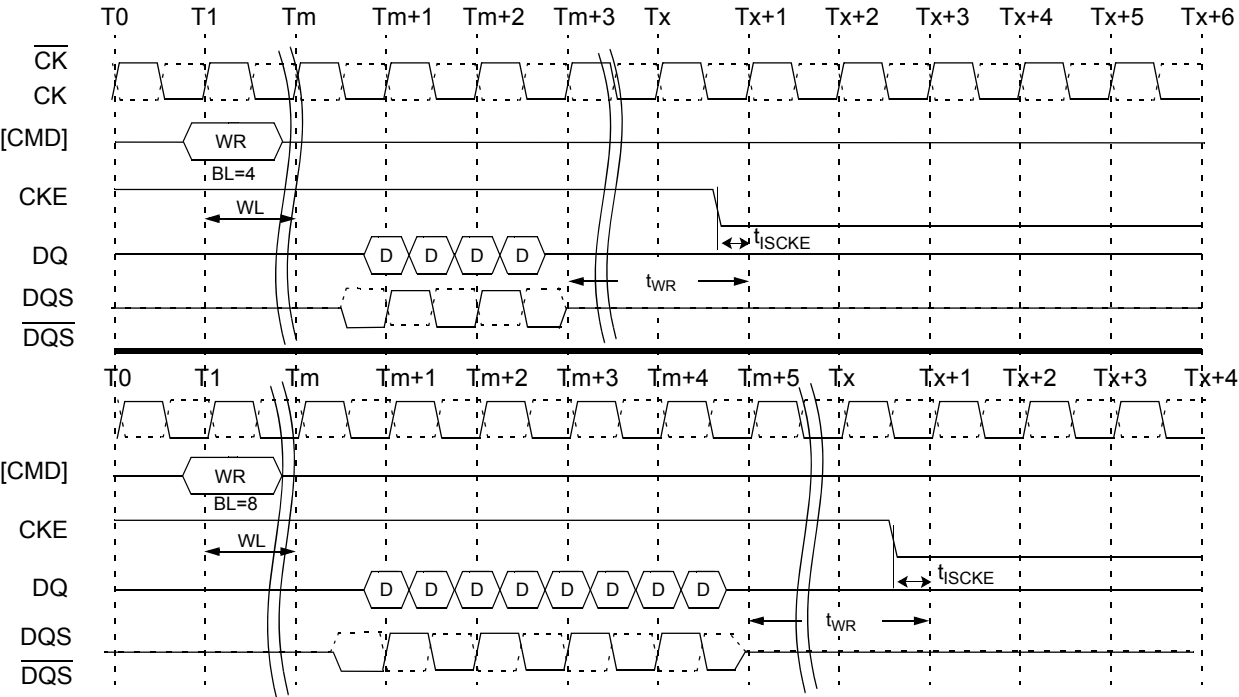 T0 T1 Tm Tm+1 Tm+2 Tm+3 Tx Tx+1 Tx+2 Tx+3 Tx+4 Tx+5 Tx+6
CK
CK
[CMD] WR
BL=4
CKE
WL
tISCKE
DQ D D D D
tWR
DQS
DQS
T0 T1 Tm Tm+1 Tm+2 Tm+3 Tm+4 Tm+5 Tx Tx+1 Tx+2 Tx+3 Tx+4
[CMD] WR
BL=8
CKE
WL
tISCKE
DQ D D D D D D D D
tWR
DQS
DQS